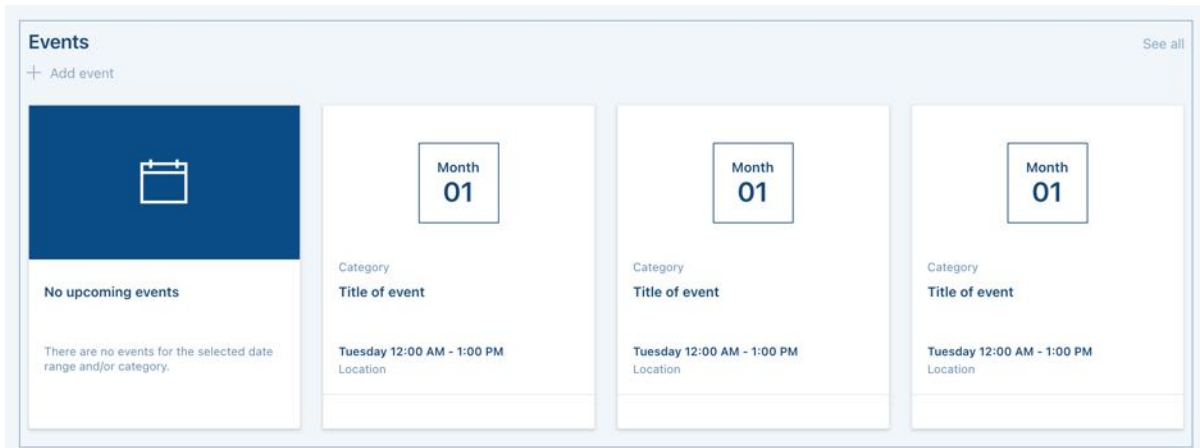 Events
See all
Add event
No upcoming events
There are no events for the selected date
range and/or category.
Month
01
Category
Title of event
Tuesday 12:00 AM - 1:00 PM
Location
Month
01
Category
Title of event
Tuesday 12:00 AM - 1:00 PM
Location
Month
01
Category
Title of event
Tuesday 12:00 AM - 1:00 PM
Location